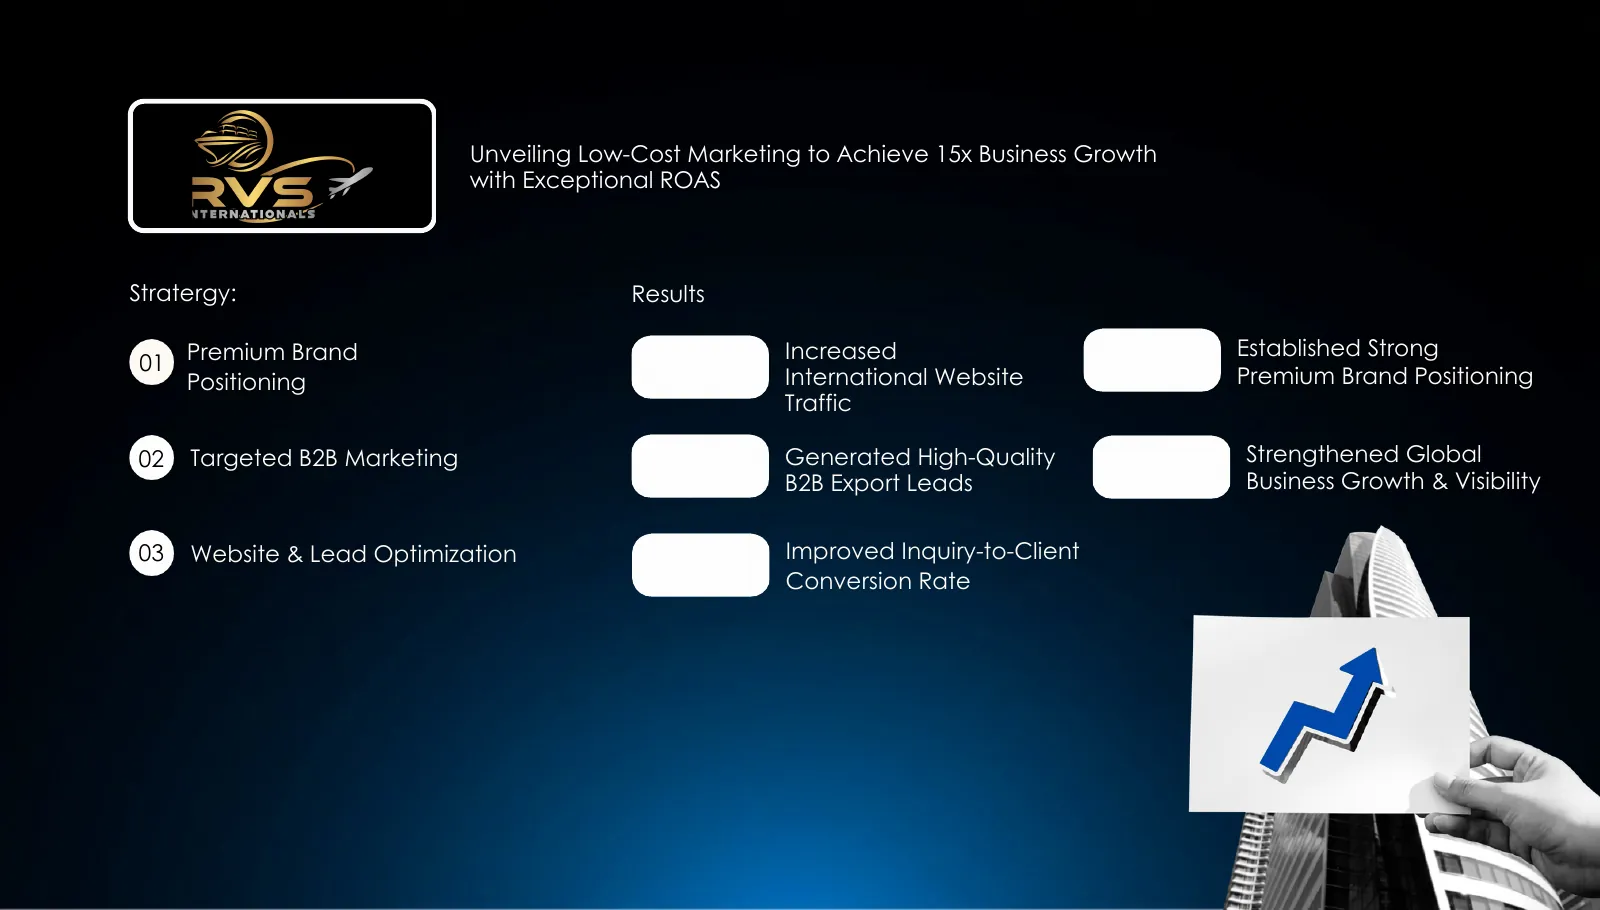 RVS
NTERNATIONALS
Unveiling Low-Cost Marketing to Achieve 15x Business Growth
with Exceptional ROAS
Stratergy:
01
Premium Brand
Positioning
02
Targeted B2B Marketing
03
Website & Lead Optimization
Results
Increased
International Website
Traffic
Generated High-Quality
B2B Export Leads
Improved Inquiry-to-Client
Conversion Rate
Established Strong
Premium Brand Positioning
Strengthened Global
Business Growth & Visibility